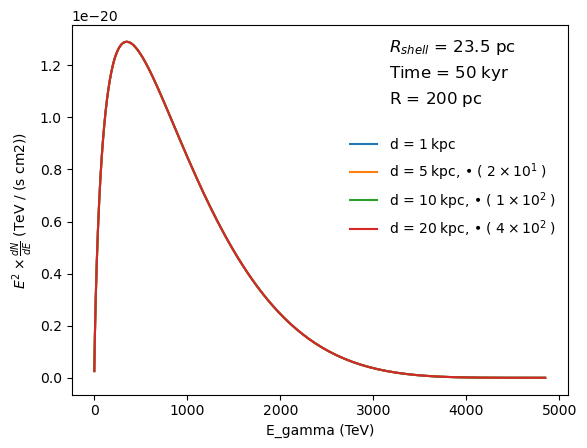 1e−20
R_shell = 23.5 pc
Time = 50 kyr
R = 200 pc
d = 1 kpc
d = 5 kpc, • ( 2 × 10^1 )
d = 10 kpc, • ( 1 × 10^2 )
d = 20 kpc, • ( 4 × 10^2 )
1.2
1.0
0.8
0.6
0.4
0.2
0.0
E^2 × dN/dE (TeV / (s cm2))
0 1000 2000 3000 4000 5000
E_gamma (TeV)